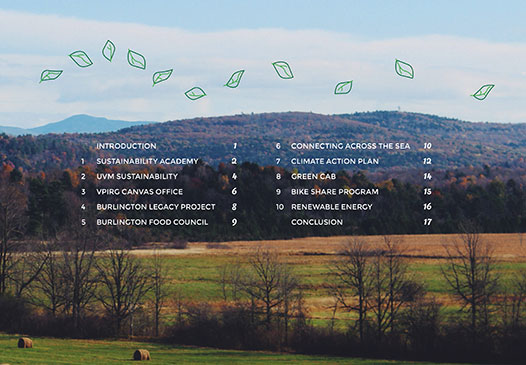 INTRODUCTION 1
1 SUSTAINABILITY ACADEMY 2
2 UVM SUSTAINABILITY 4
3 VPIRG CANVAS OFFICE 6
4 BURLINGTON LEGACY PROJECT 8
5 BURLINGTON FOOD COUNCIL 9
6 CONNECTING ACROSS THE SEA 10
7 CLIMATE ACTION PLAN 12
8 GREEN CAB 14
9 BIKE SHARE PROGRAM 15
10 RENEWABLE ENERGY 16
CONCLUSION 17